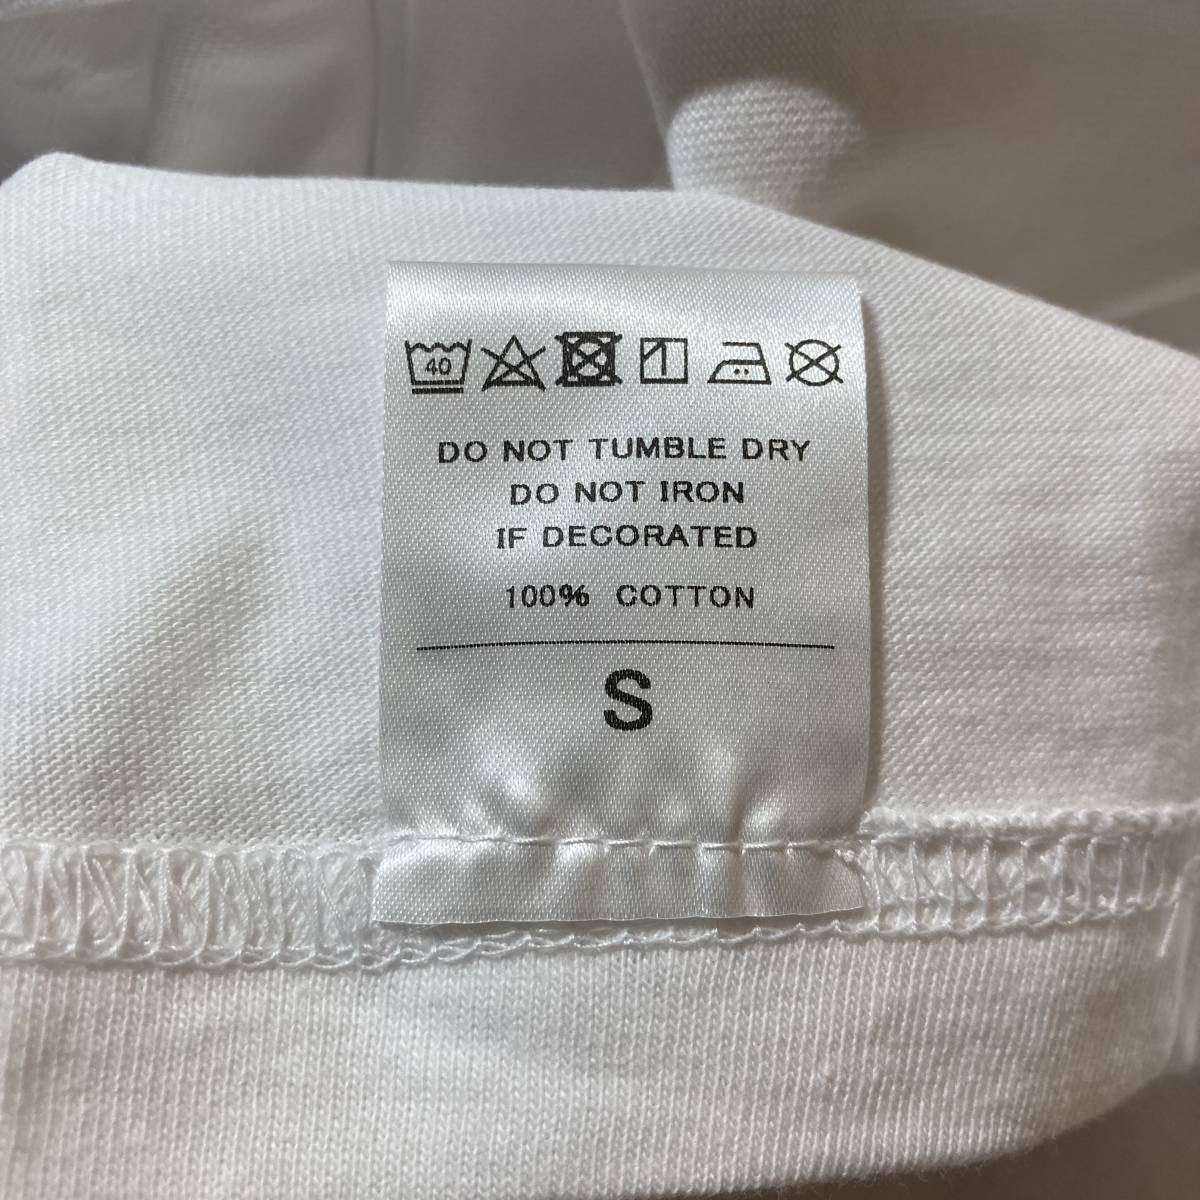 40
DO NOT TUMBLE DRY
DO NOT IRON
IF DECORATED
100% COTTON
S